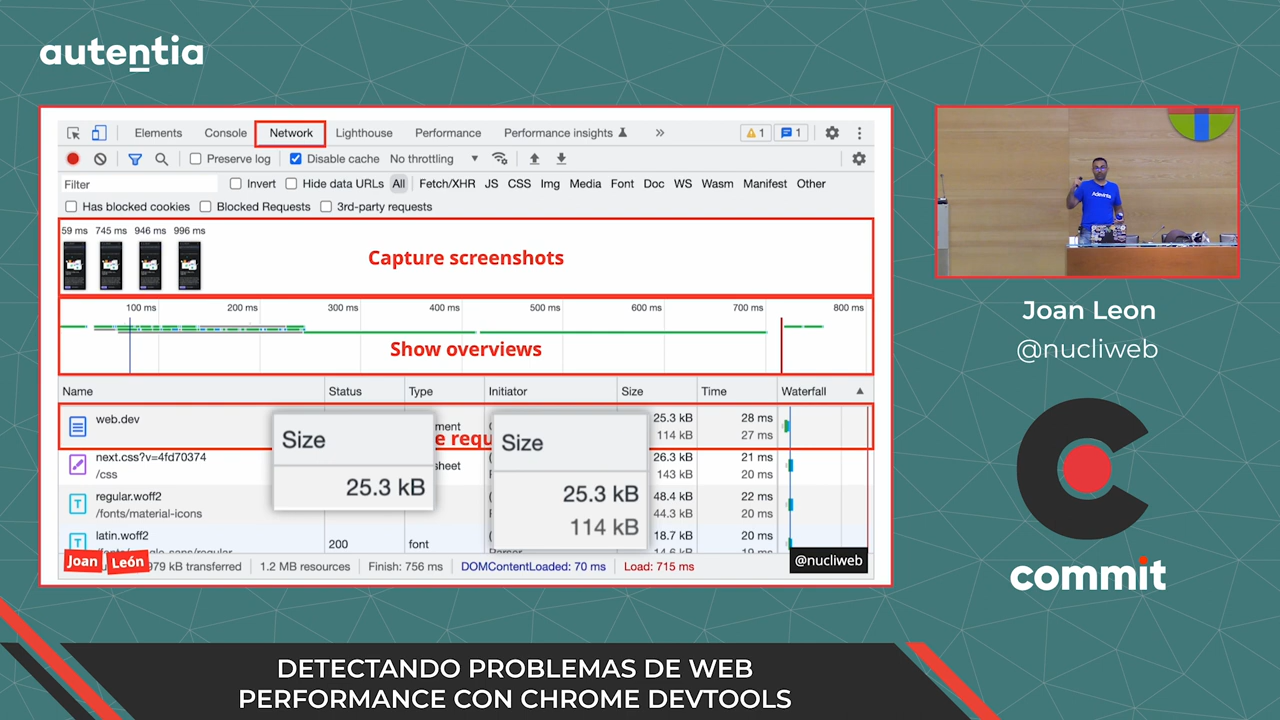 autentia
Elements Console Network Lighthouse Performance Performance insights » 1 1
Preserve log Disable cache No throttling
Filter Invert Hide data URLs All Fetch/XHR JS CSS Img Media Font Doc WS Wasm Manifest Other
Has blocked cookies Blocked Requests 3rd-party requests
59 ms 745 ms 946 ms 996 ms
Capture screenshots
100 ms 200 ms 300 ms 400 ms 500 ms 600 ms 700 ms 800 ms
Show overviews
Name Status Type Initiator Size Time Waterfall
web.dev 25.3 kB 28 ms
114 kB 27 ms
Size
25.3 kB
Size
25.3 kB
114 kB
next.css?v=4fd70374 26.3 kB 21 ms
/css 143 kB 20 ms
regular.woff2 48.4 kB 22 ms
/fonts/material-icons 44.3 kB 20 ms
latin.woff2 200 font 18.7 kB 20 ms
Joan León
979 kB transferred 1.2 MB resources Finish: 756 ms DOMContentLoaded: 70 ms Load: 715 ms
@nucliweb
Adevinta
Joan Leon
@nucliweb
commit
DETECTANDO PROBLEMAS DE WEB
PERFORMANCE CON CHROME DEVTOOLS